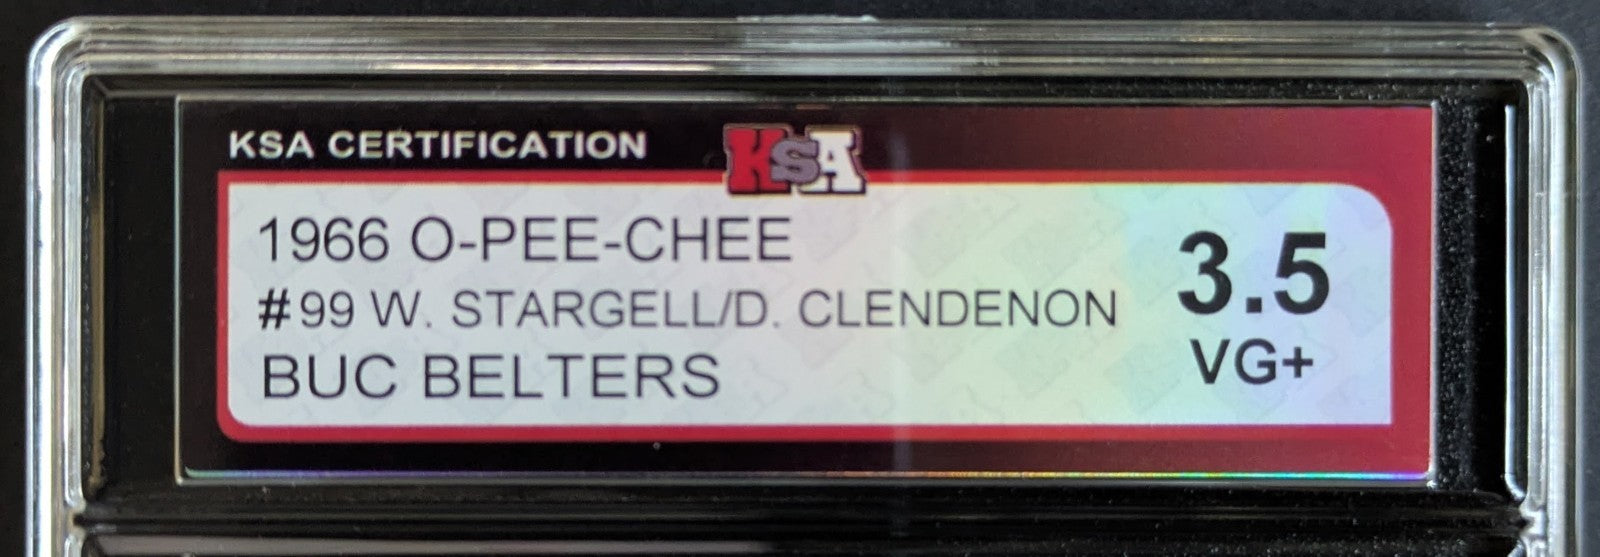 KSA CERTIFICATION
KSA
1966 O-PEE-CHEE
#99 W. STARGELL/D. CLENDENON
BUC BELTERS
3.5
VG+